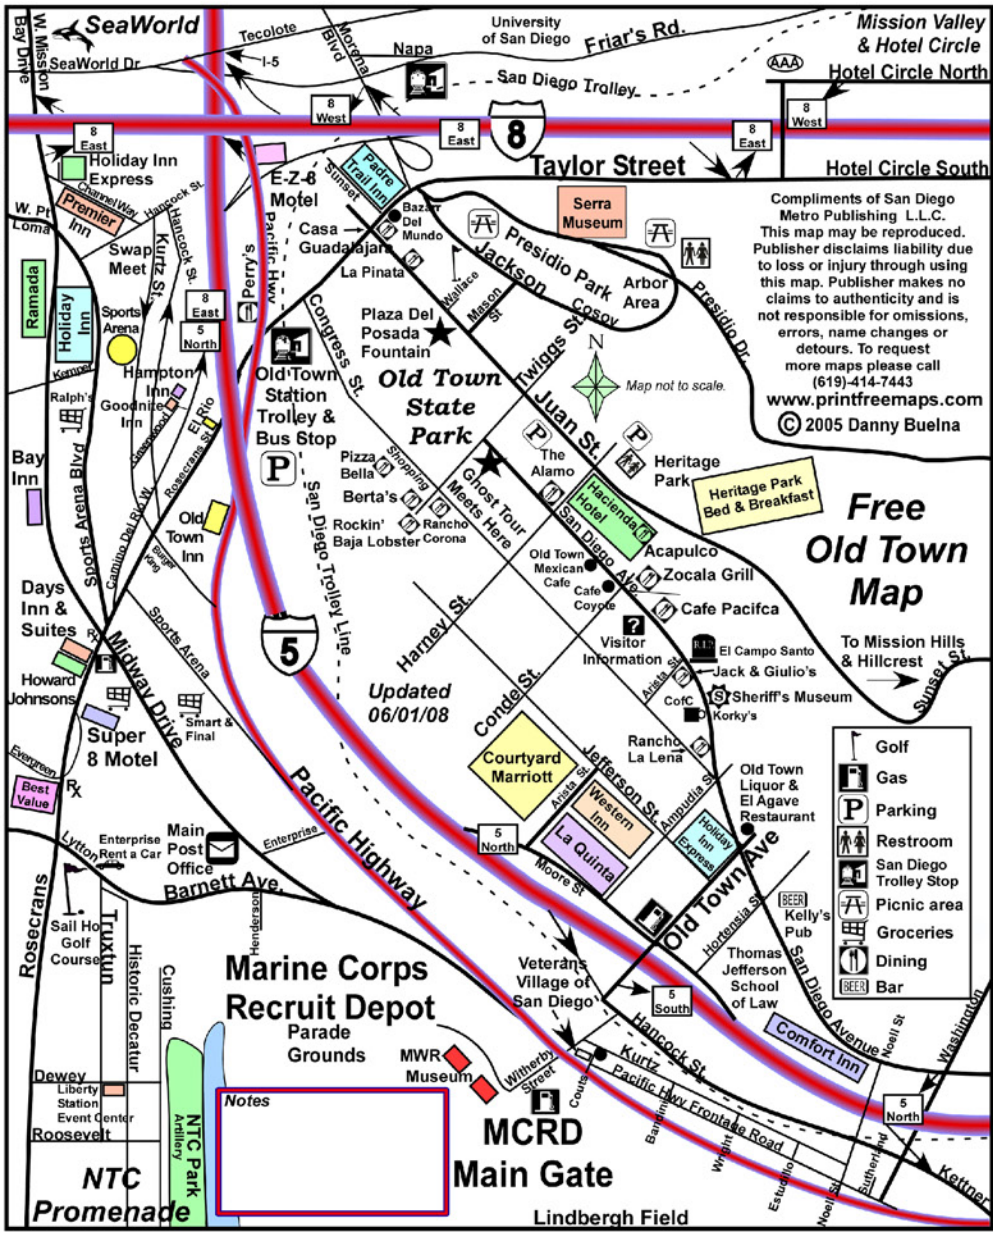 SeaWorld
W. Mission
Bay Drive
SeaWorld Dr
Tecolote
I-5
Morena
Blvd
Napa
University
of San Diego
Friar's Rd.
San Diego Trolley
Mission Valley
& Hotel Circle
AAA
Hotel Circle North
8
West
8
West
8
East
8
East
8
East
8
Hotel Circle South
Taylor Street
Holiday Inn
Express
Channel Way
Hancock St.
Premier
Inn
W. Pt
Loma
E-Z-8
Motel
Sunset
Padre
Trail Inn
Casa
Guadalajara
Bazarr
Del
Mundo
La Pinata
Serra
Museum
Presidio Park
Jackson
Arbor
Area
Cosoy
Presidio Dr.
Wallace
Mason
St
Twiggs St.
Juan St.
Compliments of San Diego
Metro Publishing L.L.C.
This map may be reproduced.
Publisher disclaims liability due
to loss or injury through using
this map. Publisher makes no
claims to authenticity and is
not responsible for omissions,
errors, name changes or
detours. To request
more maps please call
(619)-414-7443
www.printfreemaps.com
© 2005 Danny Buelna
Swap
Meet
Kurtz St.
Hancock St.
Pacific Hwy
Perry's
8
East
5
North
Ramada
Holiday
Inn
Sports
Arena
Kemper
Ralph's
Hampton
Inn
Goodnite
Inn
Greenwood
El Rio
Rosecrans St
Old Town
Station
Trolley &
Bus Stop
P
Congress St.
Plaza Del
Posada
Fountain
Old Town
State
Park
N
Map not to scale.
Bay
Inn
Sports Arena Blvd
Camino Del Rio W.
Old
Town
Inn
Burger
King
Pizza
Bella
Shopping
Berta's
Rockin'
Baja Lobster
Rancho
Corona
Ghost Tour
Meets Here
P
The
Alamo
P
Heritage
Park
Heritage Park
Bed & Breakfast
Hacienda
Hotel
Acapulco
San Diego Ave.
Old Town
Mexican
Cafe
Cafe
Coyote
Zocala Grill
Cafe Pacifca
Free
Old Town
Map
San Diego Trolley Line
Days
Inn &
Suites
Rx
Howard
Johnsons
Midway Drive
Sports Arena
Super
8 Motel
Smart &
Final
5
Harney St.
Updated
06/01/08
Conde St.
?
Visitor
Information
R.I.P.
El Campo Santo
Arista St
Jack & Giulio's
CofC
Sheriff's Museum
Korky's
Rancho
La Lena
To Mission Hills
& Hillcrest
Sunset St.
Evergreen
Best
Value
Rx
Courtyard
Marriott
Jefferson St.
Arista St
Western
Inn
La Quinta
Ampudia St
Holiday
Inn
Express
Old Town
Liquor &
El Agave
Restaurant
5
North
Moore St
Old Town Ave
Hortensia St
BEER
Kelly's
Pub
Golf
Gas
P
Parking
Restroom
San Diego
Trolley Stop
Picnic area
Groceries
Dining
BEER
Bar
Lytton
Enterprise
Rent a Car
Main
Post
Office
Enterprise
Barnett Ave.
Pacific Highway
Rosecrans
Sail Ho
Golf
Course
Truxtun
Historic Decatur
Cushing
Henderson
Marine Corps
Recruit Depot
Parade
Grounds
Veterans
Village of
San Diego
5
South
Thomas
Jefferson
School
of Law
San Diego Avenue
Comfort Inn
Noell St
Washington
MWR
Museum
Witherby
Street
Couts
Hancock St.
Kurtz
Pacific Hwy Frontage Road
Bandini
Wright
Estudillo
Noell St
Sutherland
5
North
Kettner
Dewey
Liberty
Station
Event Center
Roosevelt
NTC
Promenade
NTC Park
Artillery
Notes
MCRD
Main Gate
Lindbergh Field